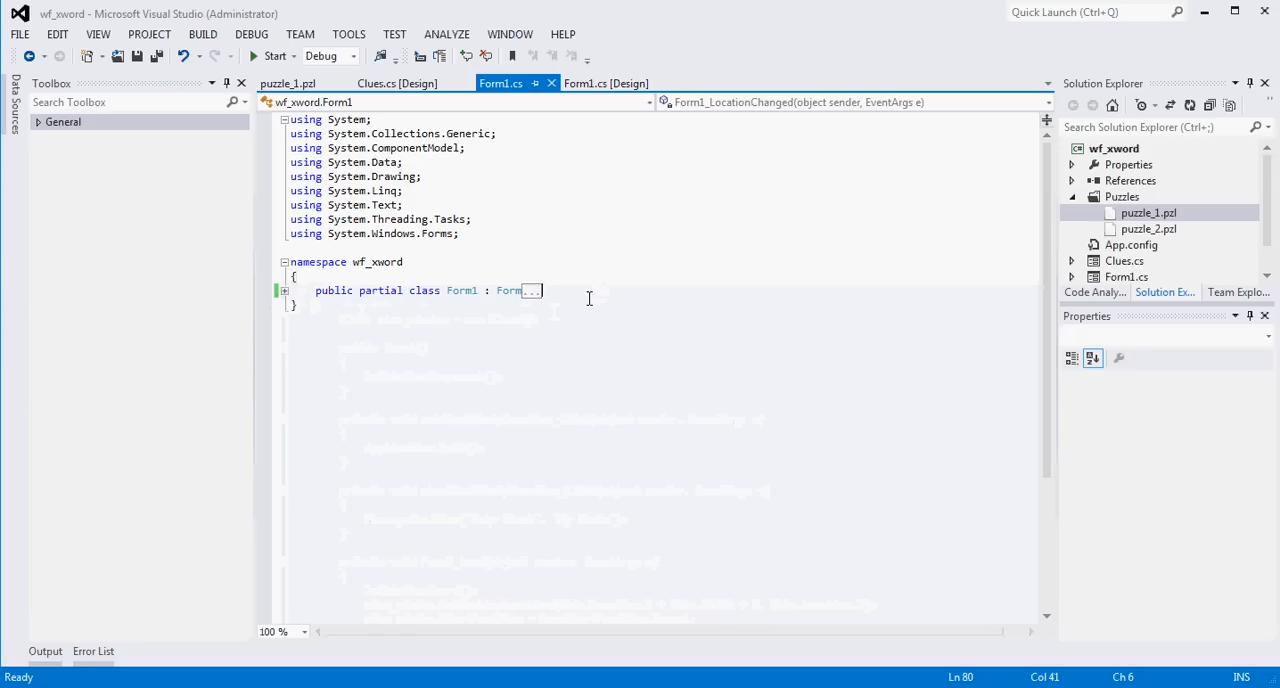 wf_xword - Microsoft Visual Studio (Administrator)
Quick Launch (Ctrl+Q)
FILE EDIT VIEW PROJECT BUILD DEBUG TEAM TOOLS TEST ANALYZE WINDOW HELP
Start Debug
Data Sources
Toolbox
Search Toolbox
General
puzzle_1.pzl Clues.cs [Design] Form1.cs Form1.cs [Design]
wf_xword.Form1 Form1_LocationChanged(object sender, EventArgs e)
using System;
using System.Collections.Generic;
using System.ComponentModel;
using System.Data;
using System.Drawing;
using System.Linq;
using System.Text;
using System.Threading.Tasks;
using System.Windows.Forms;
namespace wf_xword
{
public partial class Form1 : Form...
}
100 %
Solution Explorer
Search Solution Explorer (Ctrl+;)
wf_xword
Properties
References
Puzzles
puzzle_1.pzl
puzzle_2.pzl
App.config
Clues.cs
Form1.cs
Code Analy... Solution Ex... Team Explo...
Properties
Output Error List
Ready Ln 80 Col 41 Ch 6 INS